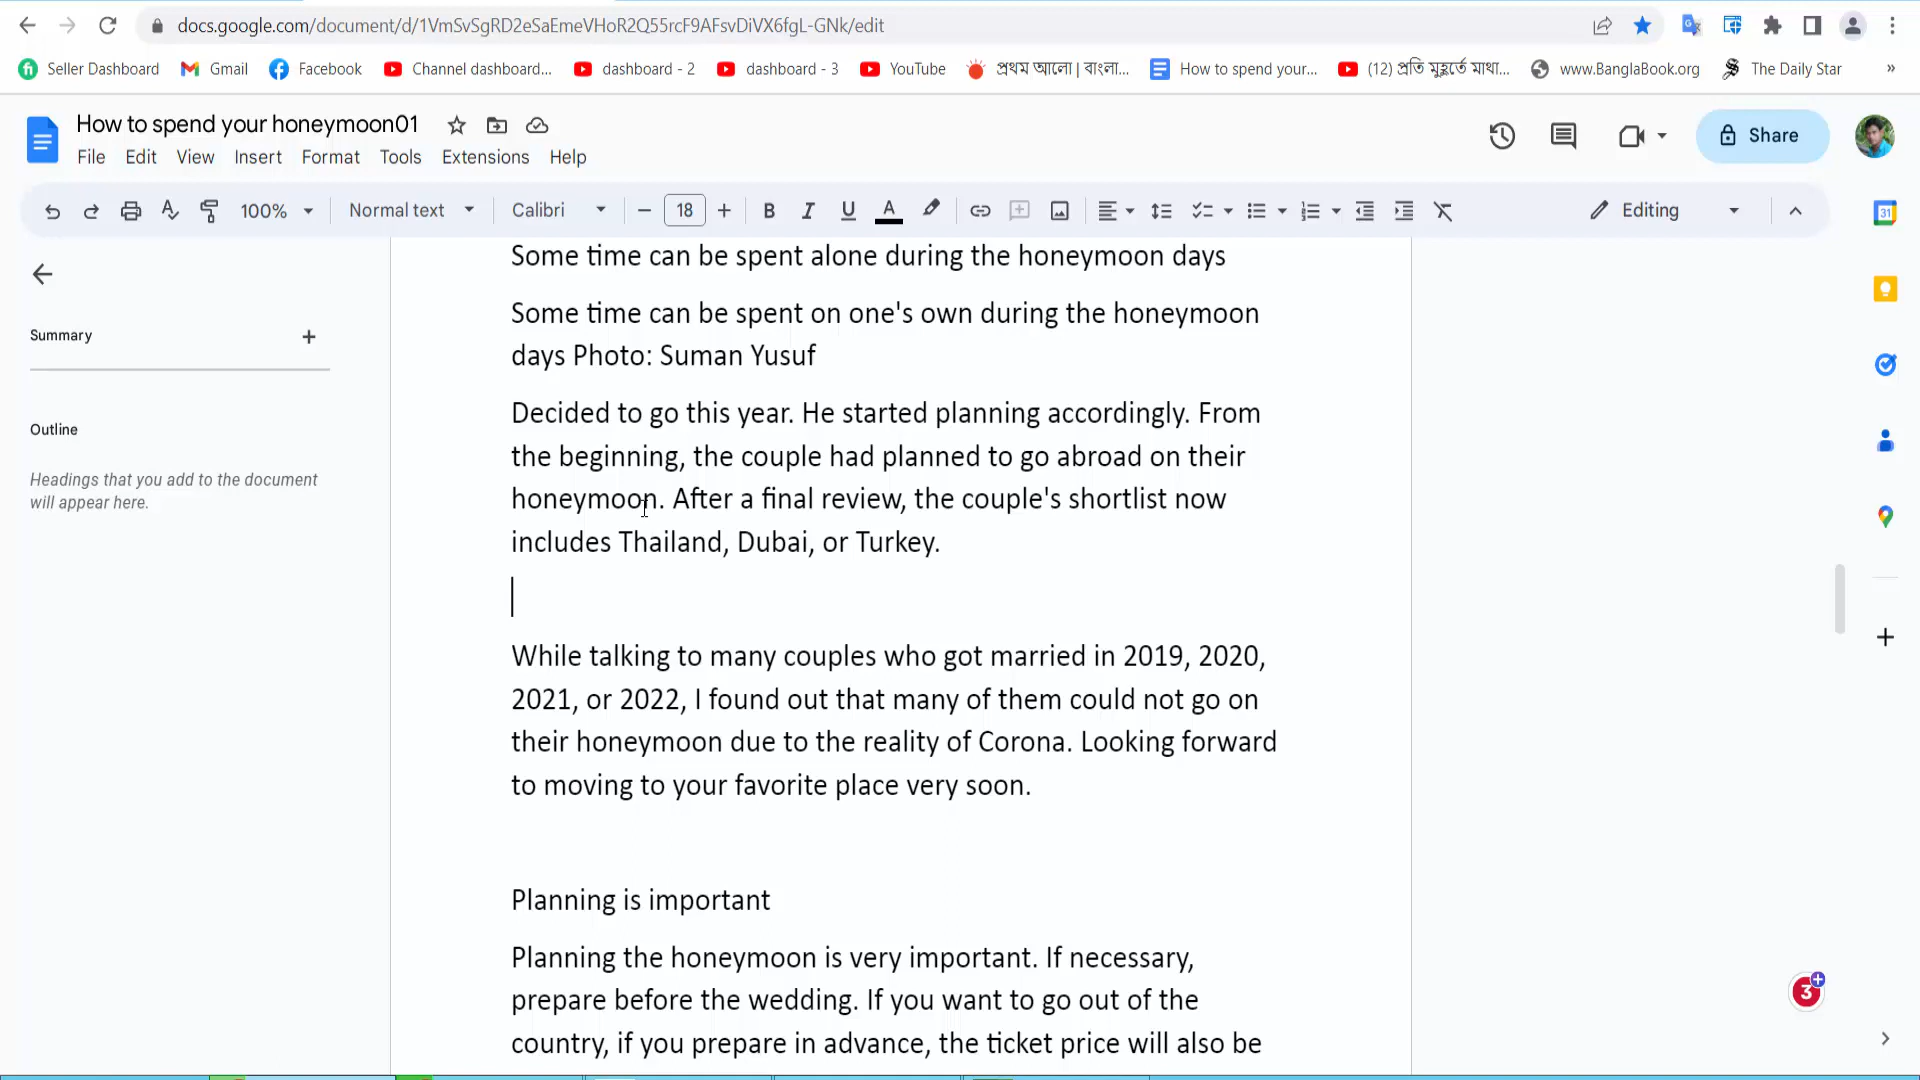 docs.google.com/document/d/1VmSvSgRD2eSaEmeVHoR2Q55rcF9AFsvDiVX6fgL-GNk/edit
Seller Dashboard Gmail Facebook Channel dashboard... dashboard - 2 dashboard - 3 YouTube প্রথম আলো | বাংলা... How to spend your... (12) প্রতি মুহূর্তে মাথা... www.BanglaBook.org The Daily Star »
How to spend your honeymoon01
File Edit View Insert Format Tools Extensions Help
Share
100% Normal text Calibri 18 B I U A Editing
31
Summary
Outline
Headings that you add to the document
will appear here.
Some time can be spent alone during the honeymoon days
Some time can be spent on one's own during the honeymoon
days Photo: Suman Yusuf
Decided to go this year. He started planning accordingly. From
the beginning, the couple had planned to go abroad on their
honeymoon. After a final review, the couple's shortlist now
includes Thailand, Dubai, or Turkey.
While talking to many couples who got married in 2019, 2020,
2021, or 2022, I found out that many of them could not go on
their honeymoon due to the reality of Corona. Looking forward
to moving to your favorite place very soon.
Planning is important
Planning the honeymoon is very important. If necessary,
prepare before the wedding. If you want to go out of the
country, if you prepare in advance, the ticket price will also be
3